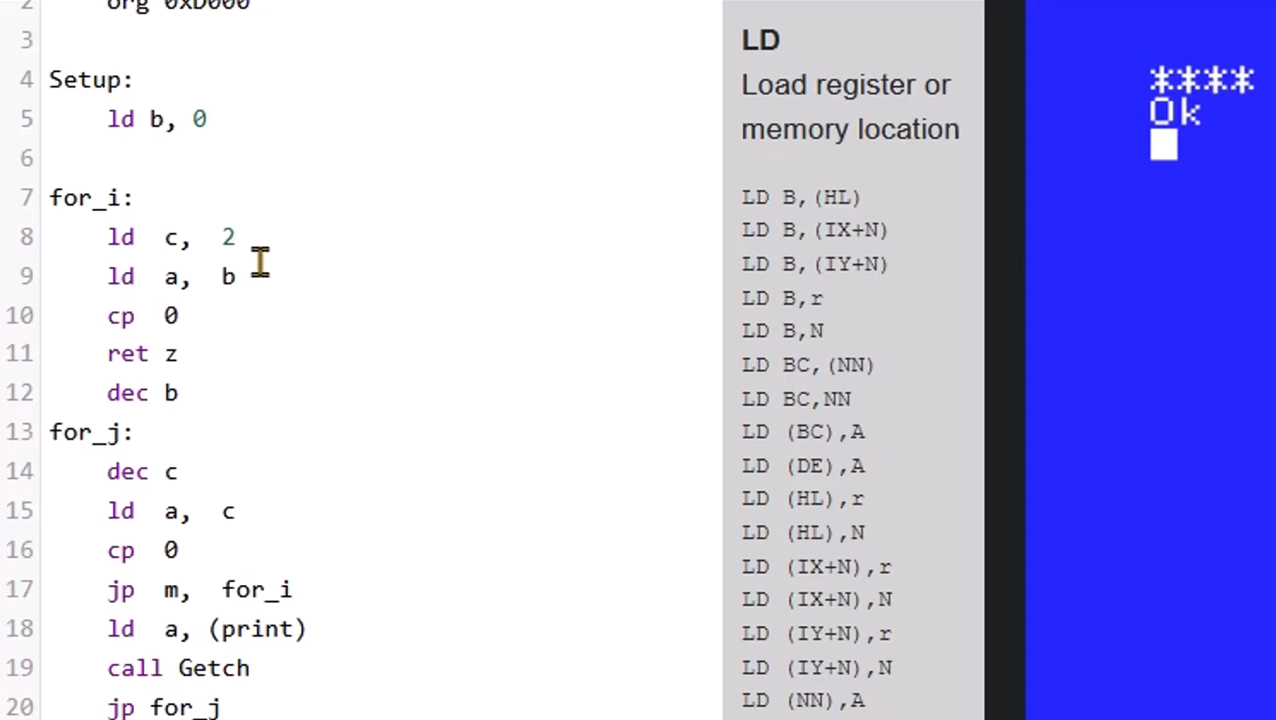 2 org 0xD000
3
4 Setup:
5 ld b, 0
6
7 for_i:
8 ld c, 2
9 ld a, b
10 cp 0
11 ret z
12 dec b
13 for_j:
14 dec c
15 ld a, c
16 cp 0
17 jp m, for_i
18 ld a, (print)
19 call Getch
20 jp for_j
LD
Load register or
memory location
LD B,(HL)
LD B,(IX+N)
LD B,(IY+N)
LD B,r
LD B,N
LD BC,(NN)
LD BC,NN
LD (BC),A
LD (DE),A
LD (HL),r
LD (HL),N
LD (IX+N),r
LD (IX+N),N
LD (IY+N),r
LD (IY+N),N
LD (NN),A
****
Ok